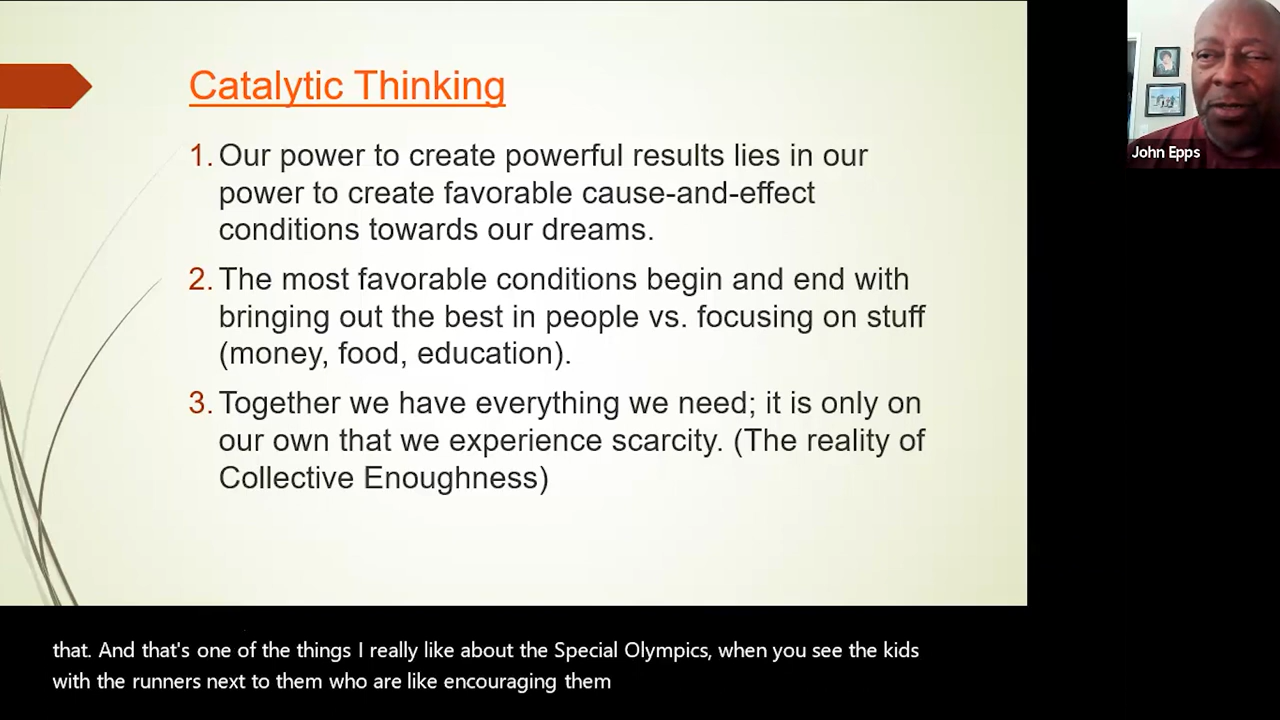 Catalytic Thinking
1. Our power to create powerful results lies in our
power to create favorable cause-and-effect
conditions towards our dreams.
2. The most favorable conditions begin and end with
bringing out the best in people vs. focusing on stuff
(money, food, education).
3. Together we have everything we need; it is only on
our own that we experience scarcity. (The reality of
Collective Enoughness)
John Epps
that. And that's one of the things I really like about the Special Olympics, when you see the kids
with the runners next to them who are like encouraging them